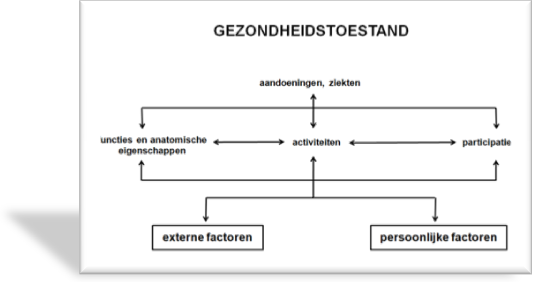 GEZONDHEIDSTOESTAND
aandoeningen, ziekten
uncties en anatomische
eigenschappen
activiteiten
participatie
externe factoren
persoonlijke factoren